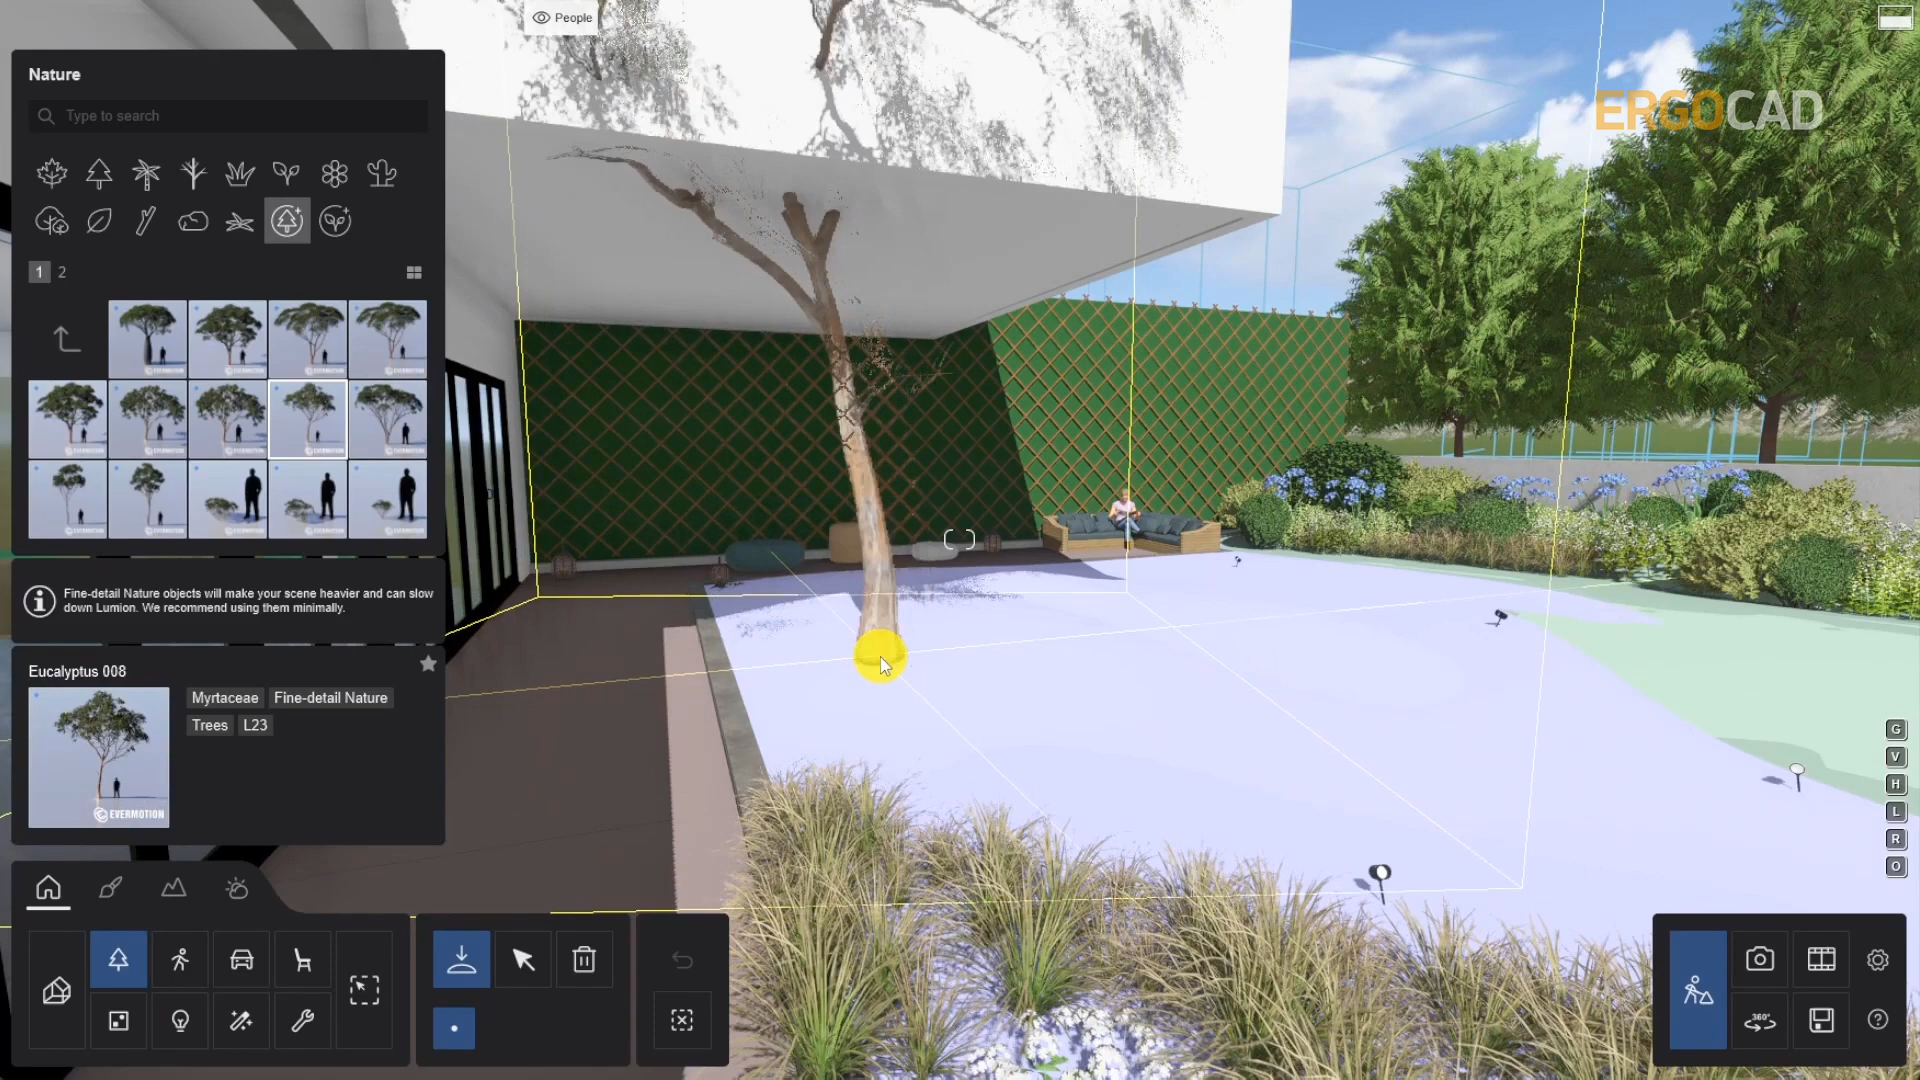 People
Nature
Type to search
ERGOCAD
1 2
Fine-detail Nature objects will make your scene heavier and can slow
down Lumion. We recommend using them minimally.
Eucalyptus 008
Myrtaceae Fine-detail Nature
Trees L23
EVERMOTION
G
V
H
L
R
O
360°